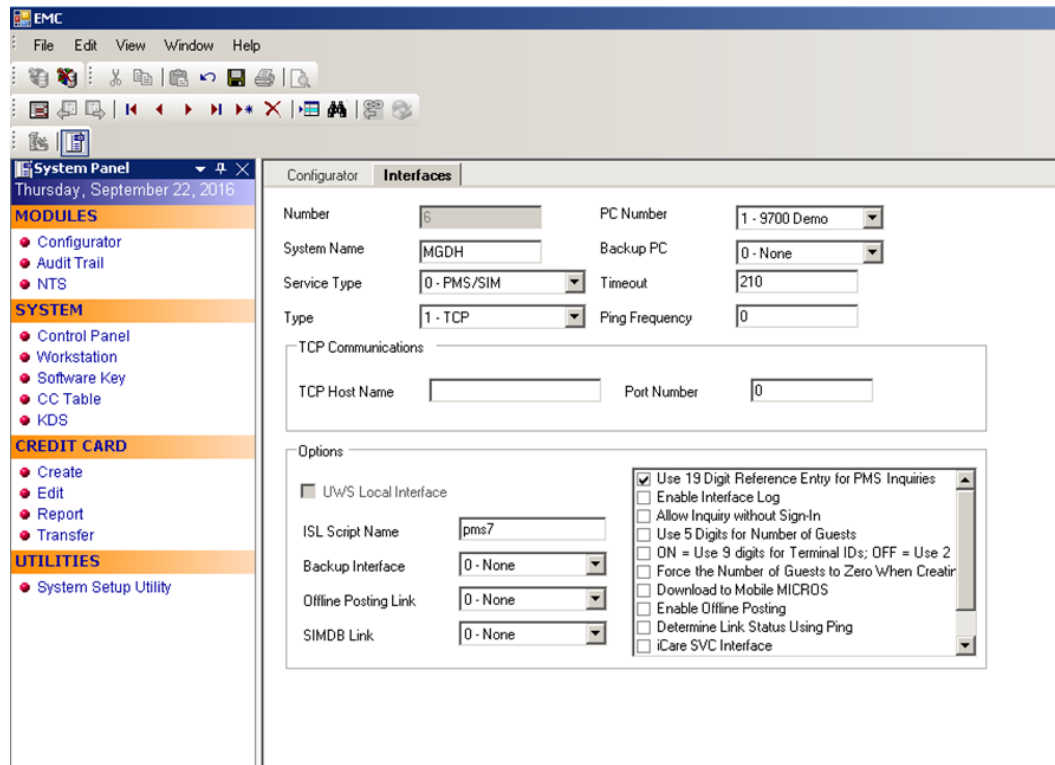 EMC
File Edit View Window Help
System Panel
Thursday, September 22, 2016
MODULES
Configurator
Audit Trail
NTS
SYSTEM
Control Panel
Workstation
Software Key
CC Table
KDS
CREDIT CARD
Create
Edit
Report
Transfer
UTILITIES
System Setup Utility
Configurator Interfaces
Number 6 PC Number 1 - 9700 Demo
System Name MGDH Backup PC 0 - None
Service Type 0 - PMS/SIM Timeout 210
Type 1 - TCP Ping Frequency 0
TCP Communications
TCP Host Name Port Number 0
Options
UWS Local Interface
ISL Script Name pms7
Backup Interface 0 - None
Offline Posting Link 0 - None
SIMDB Link 0 - None
Use 19 Digit Reference Entry for PMS Inquiries
Enable Interface Log
Allow Inquiry without Sign-In
Use 5 Digits for Number of Guests
ON = Use 9 digits for Terminal IDs; OFF = Use 2
Force the Number of Guests to Zero When Creatin
Download to Mobile MICROS
Enable Offline Posting
Determine Link Status Using Ping
iCare SVC Interface